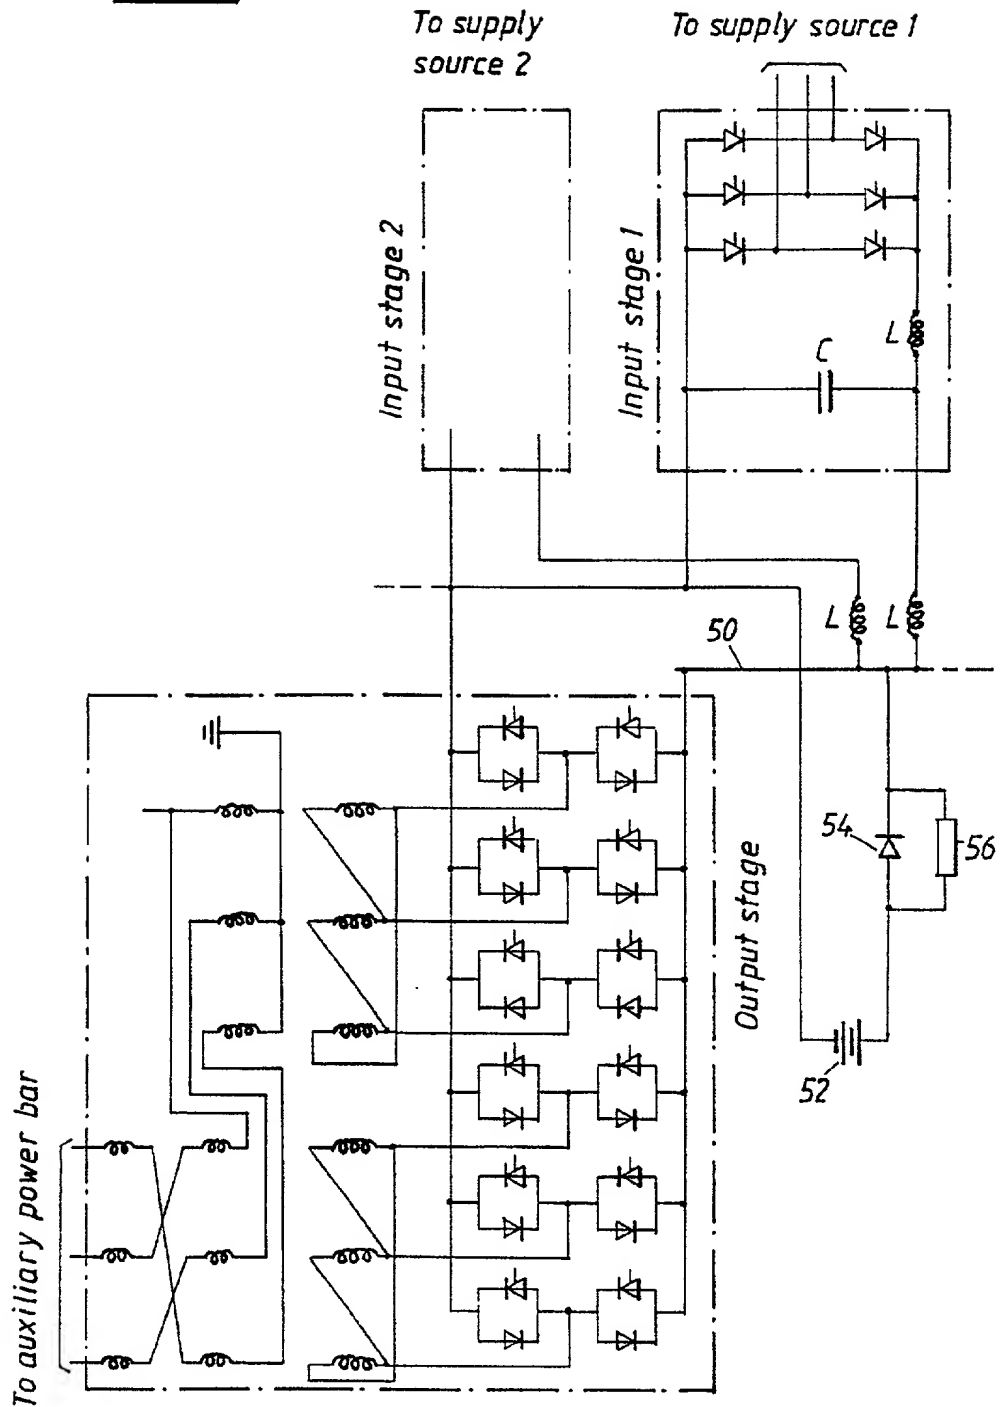 To supply
source 2
To supply source 1
Input stage 2
Input stage 1
L
C
L
L
50
54
56
Output stage
52
To auxiliary power bar